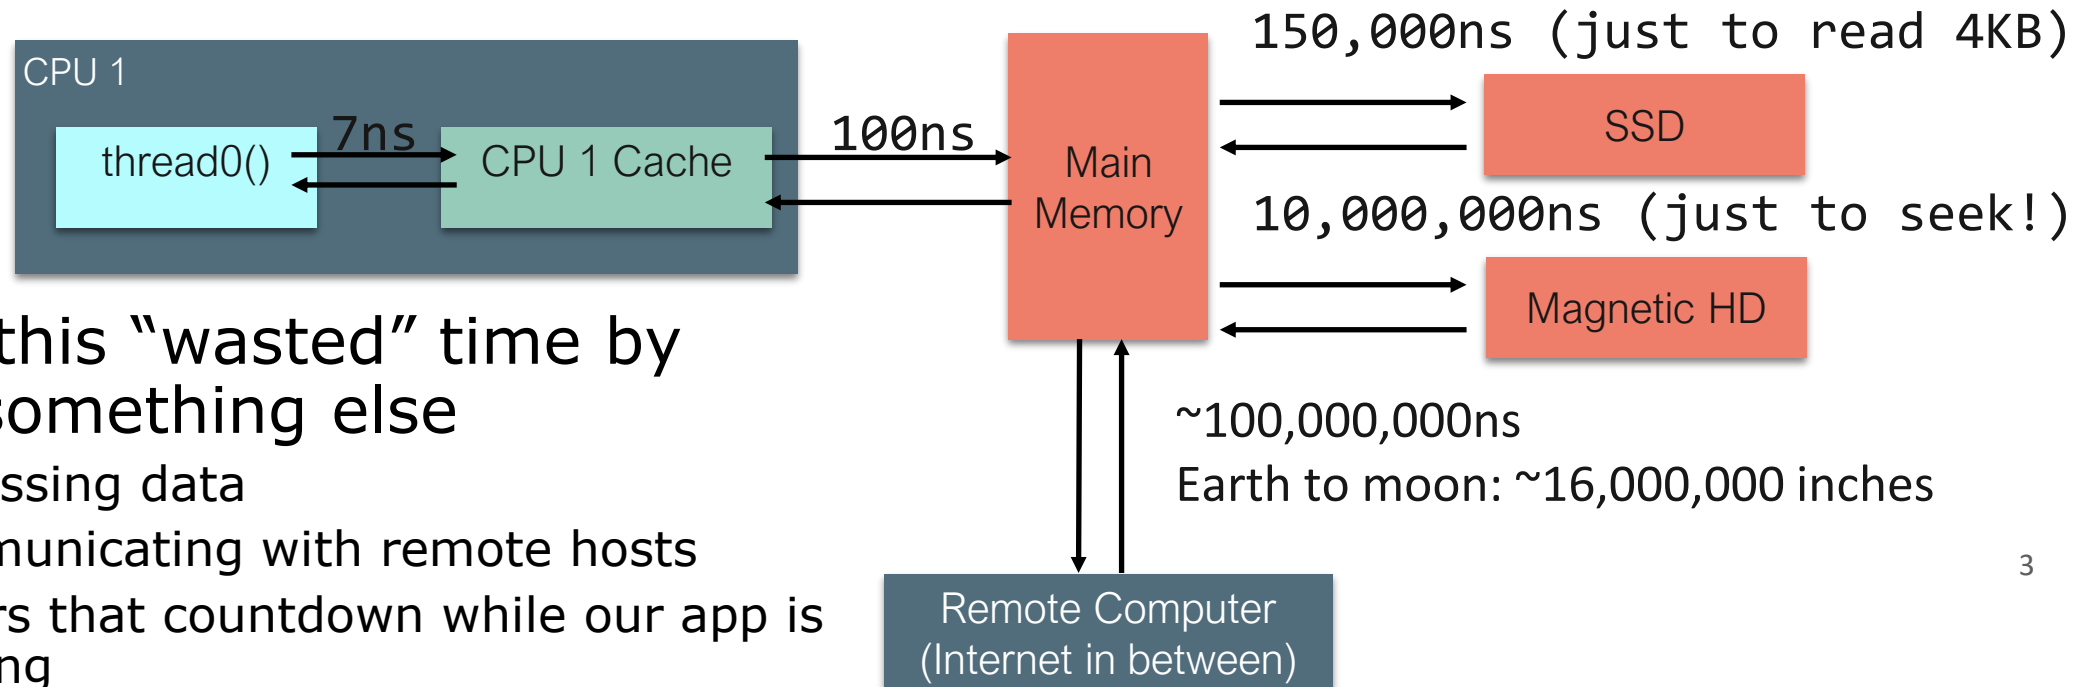 150,000ns (just to read 4KB)
CPU 1
thread0()
7ns
CPU 1 Cache
100ns
Main
Memory
SSD
10,000,000ns (just to seek!)
Magnetic HD
this “wasted” time by
something else
ssing data
municating with remote hosts
rs that countdown while our app is
ng
~100,000,000ns
Earth to moon: ~16,000,000 inches
3
Remote Computer
(Internet in between)